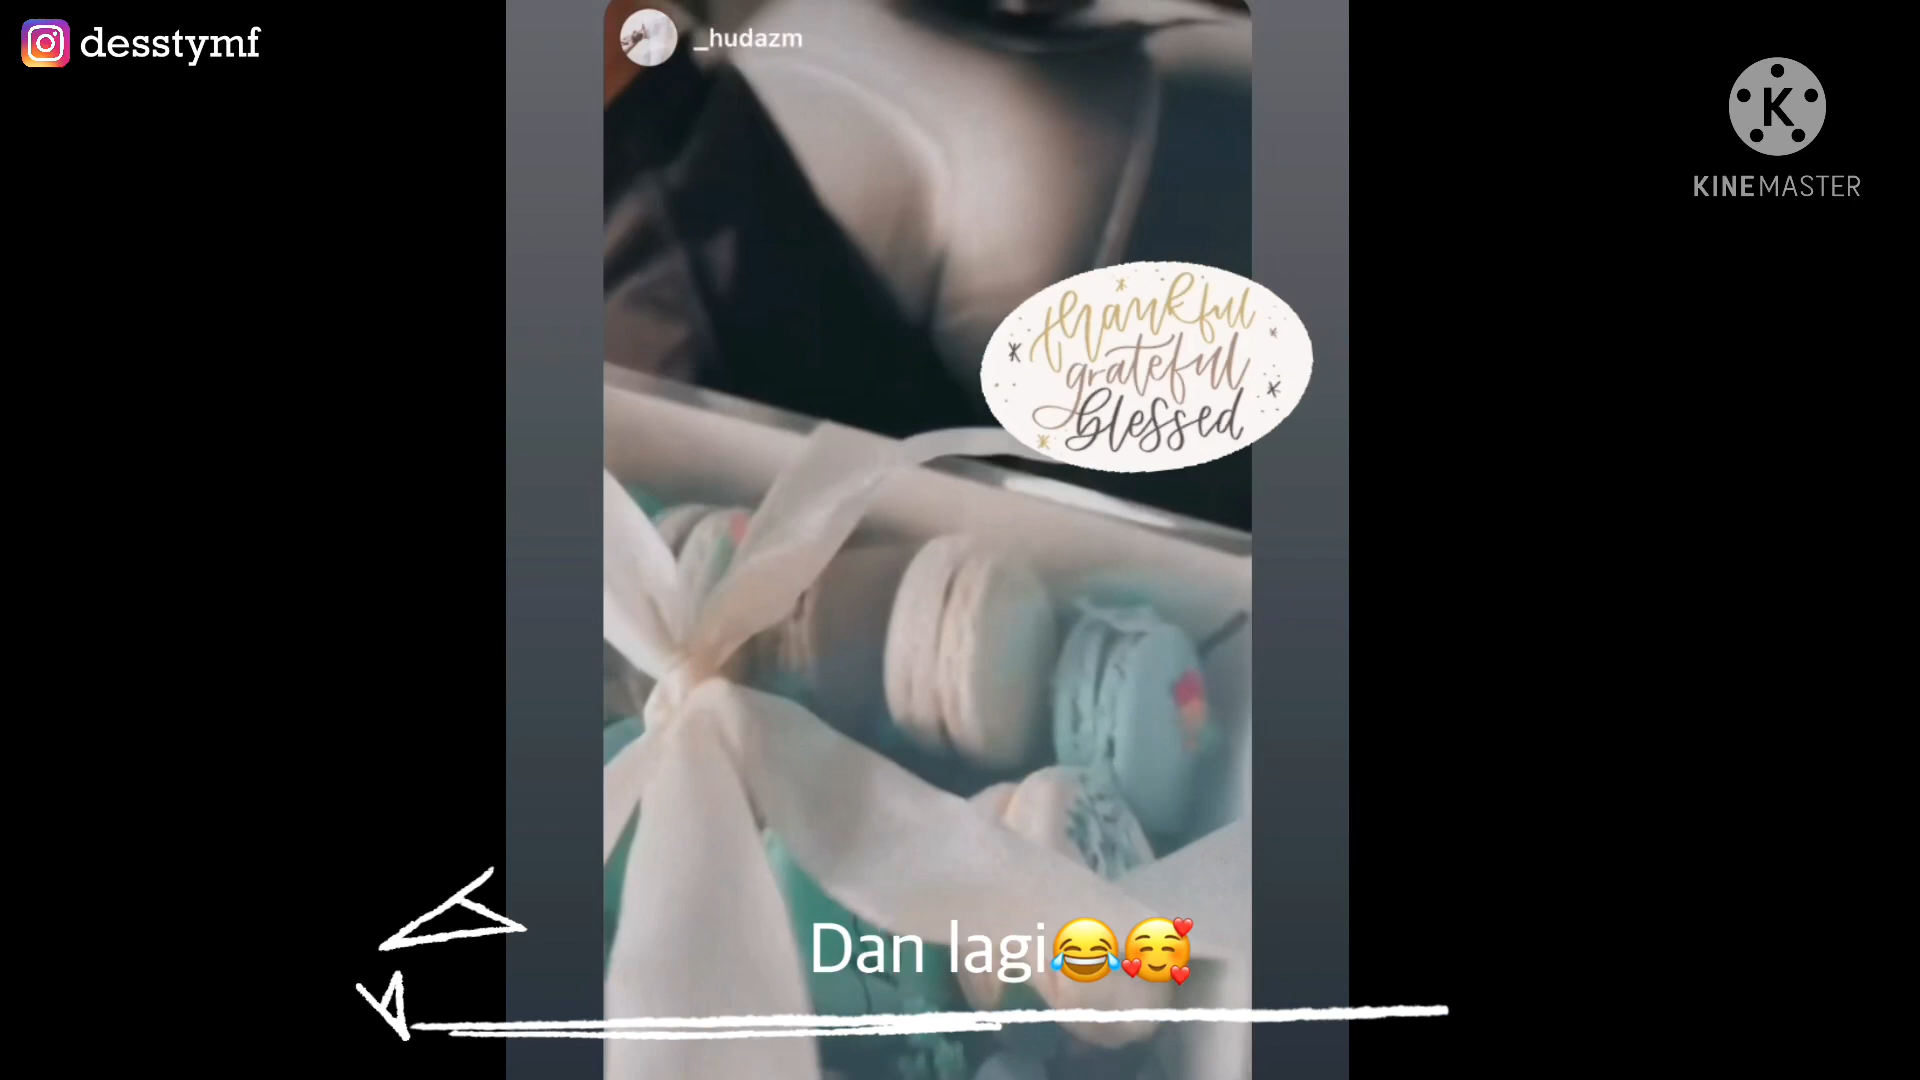 desstymf
_hudazm
K
KINEMASTER
thankful
grateful
blessed
Dan lagi😂🥰